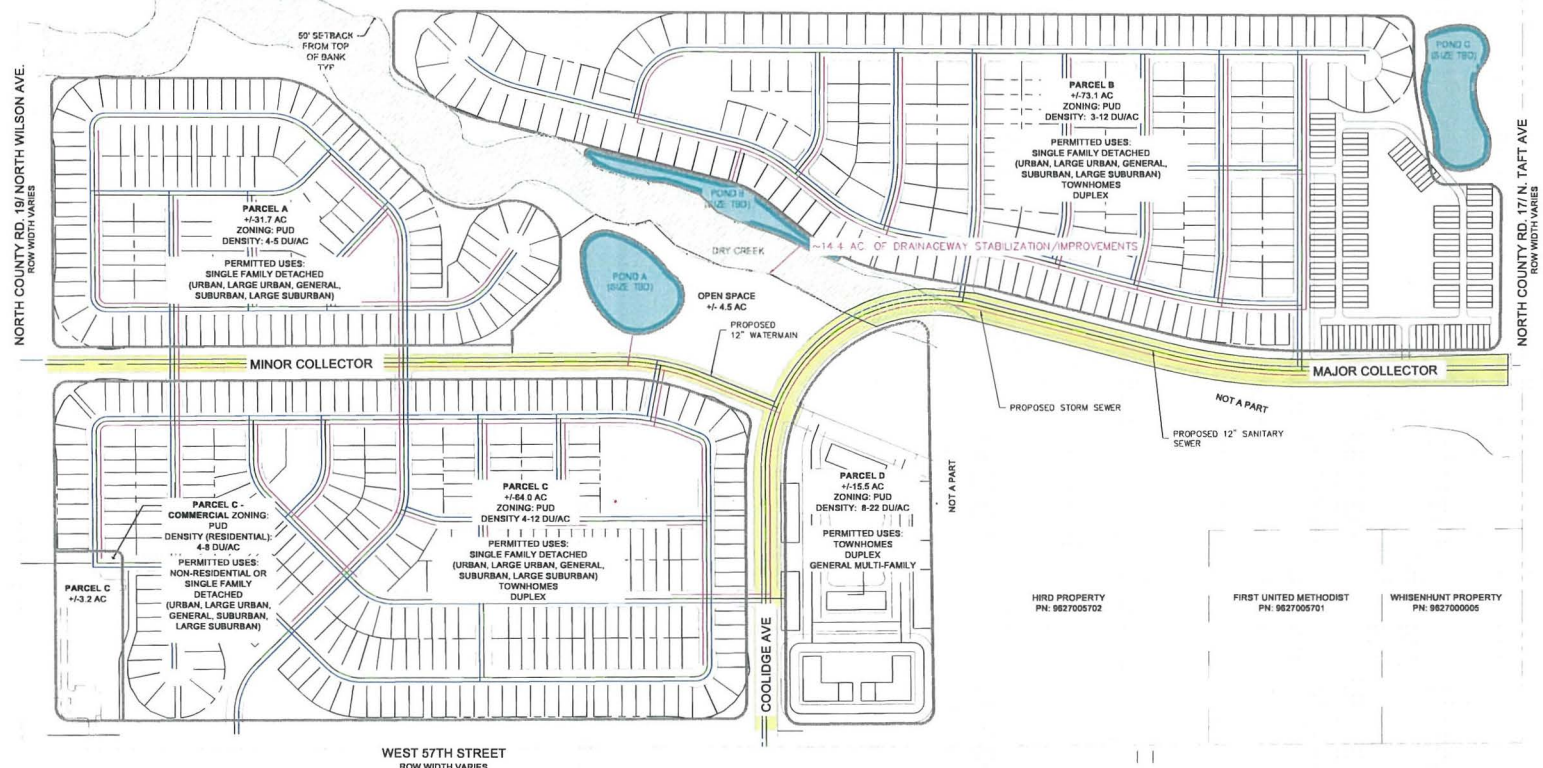 50' SETBACK
FROM TOP
OF BANK
TYP
NORTH COUNTY RD. 19/ NORTH WILSON AVE.
ROW WIDTH VARIES
PARCEL A
+/-31.7 AC
ZONING: PUD
DENSITY: 4-5 DU/AC
PERMITTED USES:
SINGLE FAMILY DETACHED
(URBAN, LARGE URBAN, GENERAL,
SUBURBAN, LARGE SUBURBAN)
PARCEL B
+/-73.1 AC
ZONING: PUD
DENSITY: 3-12 DU/AC
PERMITTED USES:
SINGLE FAMILY DETACHED
(URBAN, LARGE URBAN, GENERAL,
SUBURBAN, LARGE SUBURBAN)
TOWNHOMES
DUPLEX
POND C
(SIZE TBD)
NORTH COUNTY RD. 17/ N. TAFT AVE
ROW WIDTH VARIES
POND B
(SIZE TBD)
DRY CREEK
~14.4 AC. OF DRAINAGEWAY STABILIZATION/IMPROVEMENTS
POND A
(SIZE TBD)
OPEN SPACE
+/- 4.5 AC
PROPOSED
12" WATERMAIN
MINOR COLLECTOR
MAJOR COLLECTOR
NOT A PART
PROPOSED STORM SEWER
PROPOSED 12" SANITARY
SEWER
NOT A PART
PARCEL C -
COMMERCIAL ZONING:
PUD
DENSITY (RESIDENTIAL):
4-8 DU/AC
PERMITTED USES:
NON-RESIDENTIAL OR
SINGLE FAMILY
DETACHED
(URBAN, LARGE URBAN,
GENERAL, SUBURBAN,
LARGE SUBURBAN)
PARCEL C
+/-3.2 AC
PARCEL C
+/-64.0 AC
ZONING: PUD
DENSITY 4-12 DU/AC
PERMITTED USES:
SINGLE FAMILY DETACHED
(URBAN, LARGE URBAN, GENERAL,
SUBURBAN, LARGE SUBURBAN)
TOWNHOMES
DUPLEX
PARCEL D
+/-15.5 AC
ZONING: PUD
DENSITY: 8-22 DU/AC
PERMITTED USES:
TOWNHOMES
DUPLEX
GENERAL MULTI-FAMILY
COOLIDGE AVE
HIRD PROPERTY
PN: 9627005702
FIRST UNITED METHODIST
PN: 9627005701
WHISENHUNT PROPERTY
PN: 9627000005
WEST 57TH STREET
ROW WIDTH VARIES